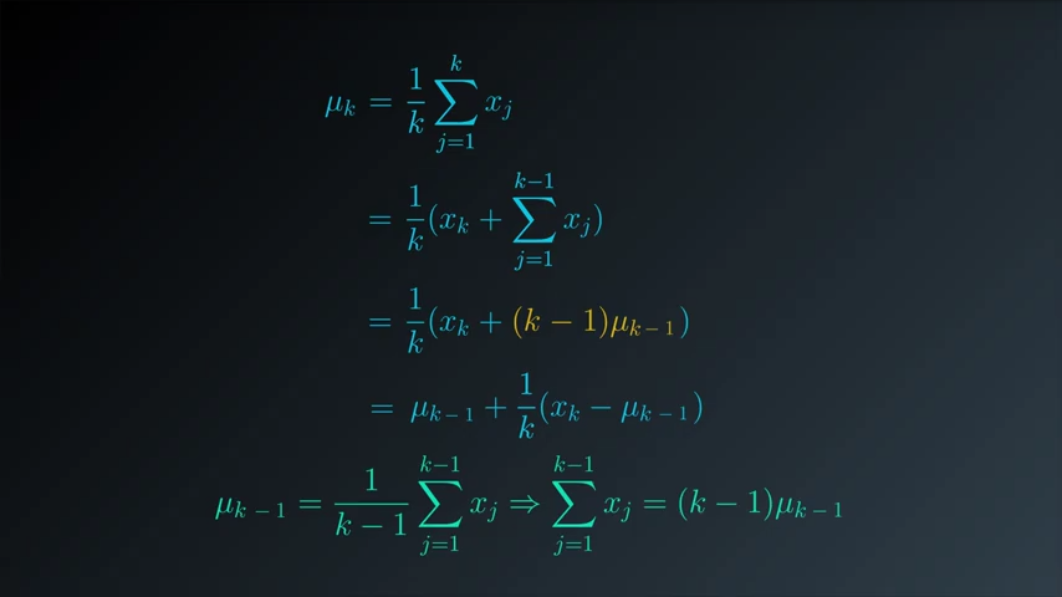 μ_k = \frac{1}{k} \sum_{j=1}^{k} x_j
= \frac{1}{k}(x_k + \sum_{j=1}^{k-1} x_j)
= \frac{1}{k}(x_k + (k − 1)μ_{k−1})
= μ_{k−1} + \frac{1}{k}(x_k − μ_{k−1})
μ_{k−1} = \frac{1}{k−1} \sum_{j=1}^{k-1} x_j ⇒ \sum_{j=1}^{k-1} x_j = (k − 1)μ_{k−1}